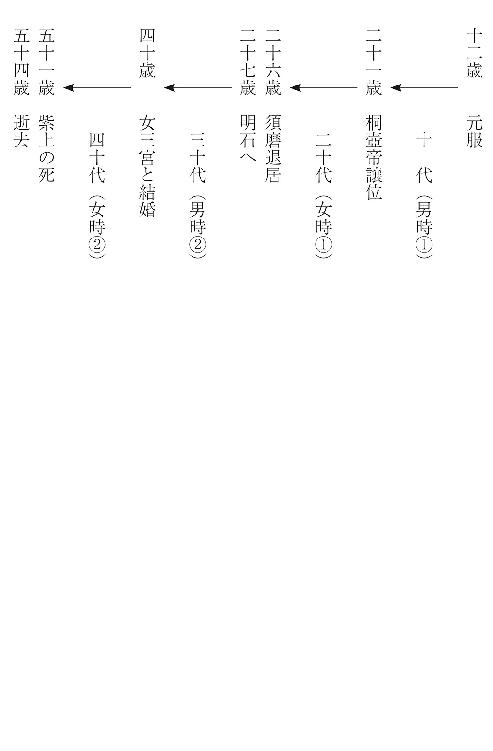 十二歳　元服
十　代（男時①）
二十一歳　桐壺帝譲位
二十代（女時①）
二十六歳　須磨退居
二十七歳　明石へ
三十代（男時②）
四十歳　女三宮と結婚
四十代（女時②）
五十一歳　紫上の死
五十四歳　逝去